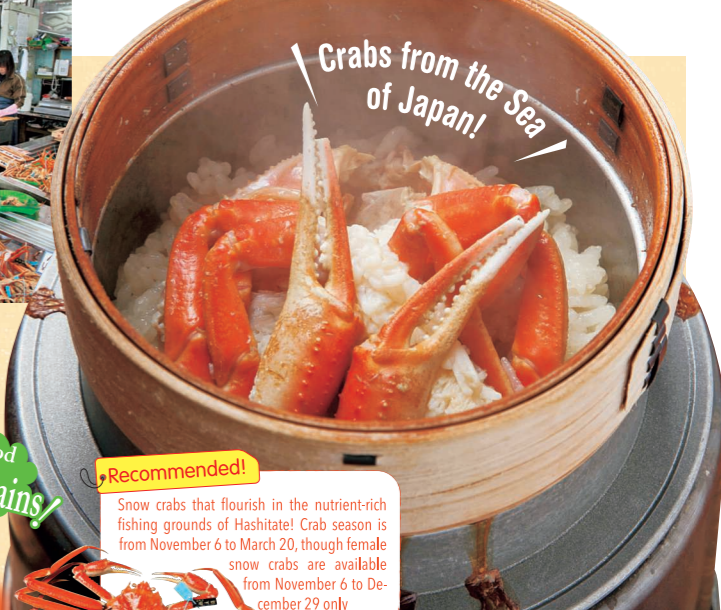 Crabs from the Sea
of Japan!
Recommended!
Snow crabs that flourish in the nutrient-rich
fishing grounds of Hashitate! Crab season is
from November 6 to March 20, though female
snow crabs are available
from November 6 to De-
cember 29 only